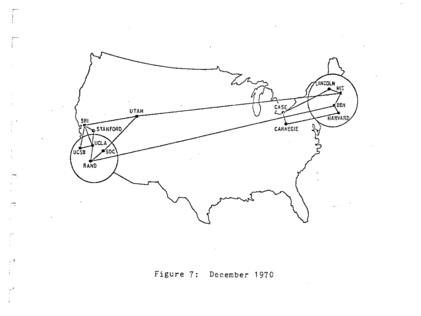 LINCOLN
MIT
CASE
BBN
HARVARD
CARNEGIE
UTAH
SRI
STANFORD
UCLA
UCSB
SDC
RAND
Figure 7: December 1970